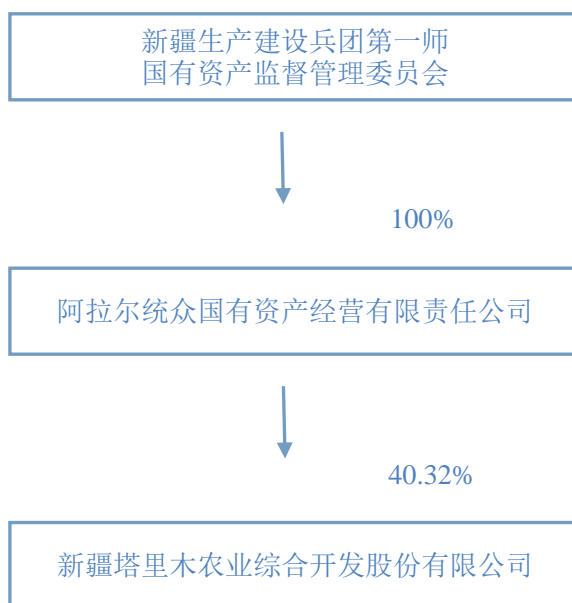 新疆生产建设兵团第一师
国有资产监督管理委员会
100%
阿拉尔统众国有资产经营有限责任公司
40.32%
新疆塔里木农业综合开发股份有限公司